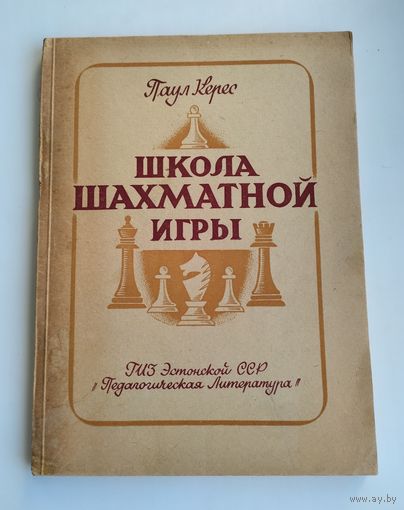 Паул Керес
ШКОЛА
ШАХМАТНОЙ
ИГРЫ
ГИЗ Эстонской ССР
"Педагогическая Литература"
www.ay.by